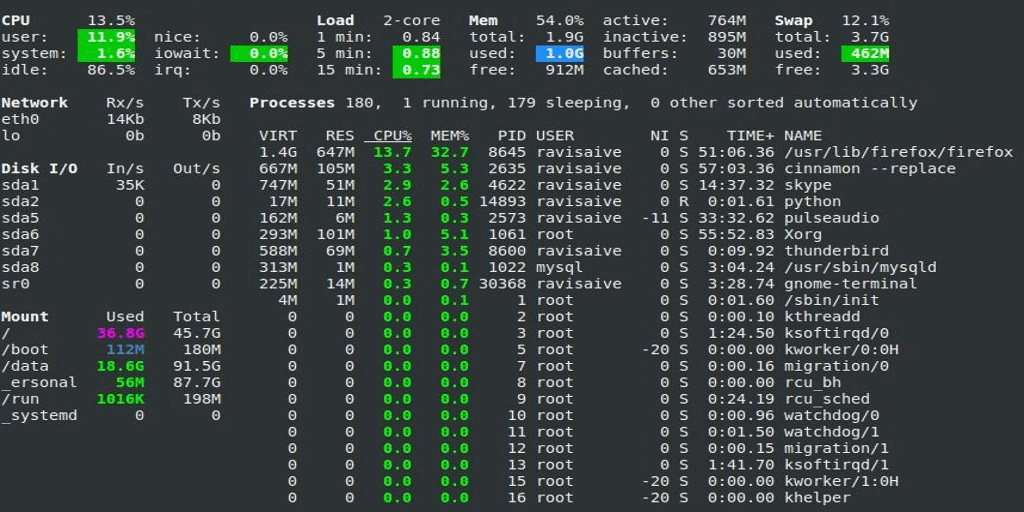 CPU 13.5% Load 2-core Mem 54.0% active: 764M Swap 12.1%
user: 11.9% nice: 0.0% 1 min: 0.84 total: 1.9G inactive: 895M total: 3.7G
system: 1.6% iowait: 0.0% 5 min: 0.88 used: 1.0G buffers: 30M used: 462M
idle: 86.5% irq: 0.0% 15 min: 0.73 free: 912M cached: 653M free: 3.3G
Network Rx/s Tx/s Processes 180, 1 running, 179 sleeping, 0 other sorted automatically
eth0 14Kb 8Kb
lo 0b 0b VIRT RES CPU% MEM% PID USER NI S TIME+ NAME
1.4G 647M 13.7 32.7 8645 ravisaive 0 S 51:06.36 /usr/lib/firefox/firefox
Disk I/O In/s Out/s 667M 105M 3.3 5.3 2635 ravisaive 0 S 57:03.36 cinnamon --replace
sda1 35K 0 747M 51M 2.9 2.6 4622 ravisaive 0 S 14:37.32 skype
sda2 0 0 17M 11M 2.6 0.5 14893 ravisaive 0 R 0:01.61 python
sda5 0 0 162M 6M 1.3 0.3 2573 ravisaive -11 S 33:32.62 pulseaudio
sda6 0 0 293M 101M 1.0 5.1 1061 root 0 S 55:52.83 Xorg
sda7 0 0 588M 69M 0.7 3.5 8600 ravisaive 0 S 0:09.92 thunderbird
sda8 0 0 313M 1M 0.3 0.1 1022 mysql 0 S 3:04.24 /usr/sbin/mysqld
sr0 0 0 225M 14M 0.3 0.7 30368 ravisaive 0 S 3:28.74 gnome-terminal
4M 1M 0.0 0.1 1 root 0 S 0:01.60 /sbin/init
Mount Used Total 0 0 0.0 0.0 2 root 0 S 0:00.10 kthreadd
/ 36.8G 45.7G 0 0 0.0 0.0 3 root 0 S 1:24.50 ksoftirqd/0
/boot 112M 180M 0 0 0.0 0.0 5 root -20 S 0:00.00 kworker/0:0H
/data 18.6G 91.5G 0 0 0.0 0.0 7 root 0 S 0:00.16 migration/0
_ersonal 56M 87.7G 0 0 0.0 0.0 8 root 0 S 0:00.00 rcu_bh
/run 1016K 198M 0 0 0.0 0.0 9 root 0 S 0:24.19 rcu_sched
_systemd 0 0 0 0 0.0 0.0 10 root 0 S 0:00.96 watchdog/0
0 0 0.0 0.0 11 root 0 S 0:01.50 watchdog/1
0 0 0.0 0.0 12 root 0 S 0:00.15 migration/1
0 0 0.0 0.0 13 root 0 S 1:41.70 ksoftirqd/1
0 0 0.0 0.0 15 root -20 S 0:00.00 kworker/1:0H
0 0 0.0 0.0 16 root -20 S 0:00.00 khelper